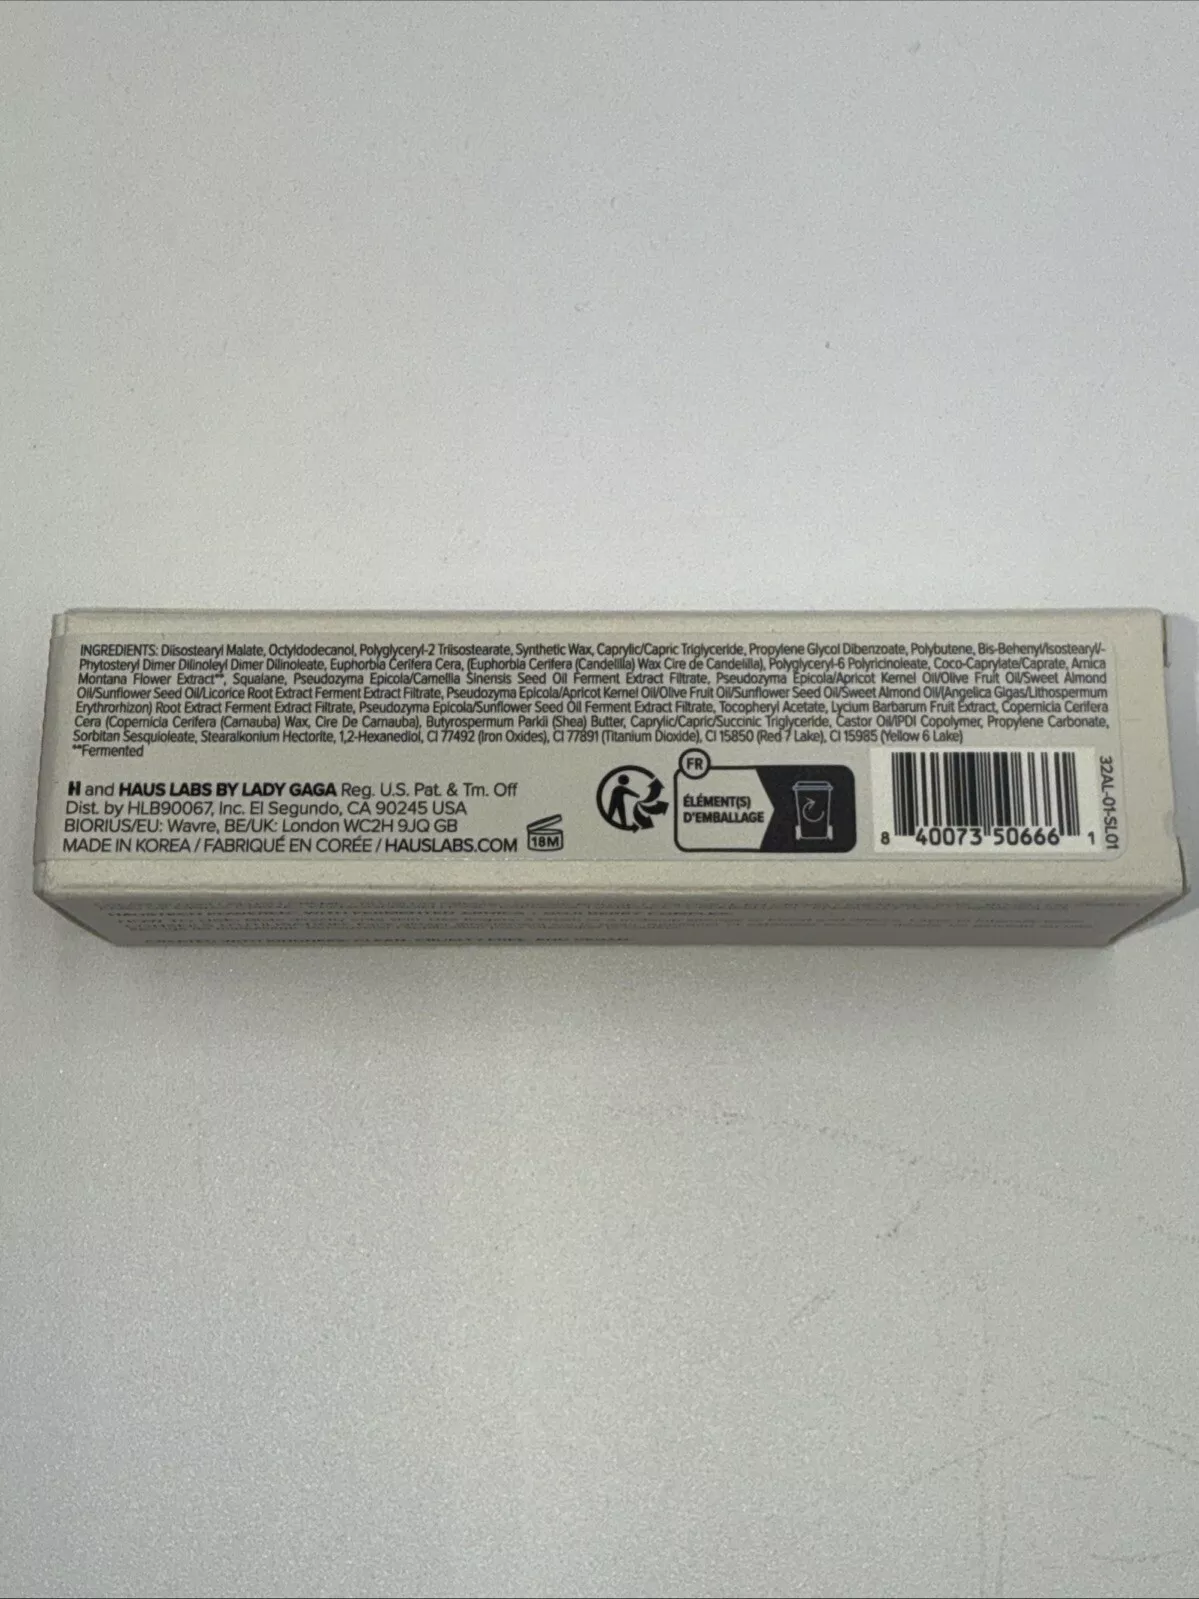 INGREDIENTS: Diisostearyl Malate, Octyldodecanol, Polyglyceryl-2 Triisostearate, Synthetic Wax, Caprylic/Capric Triglyceride, Propylene Glycol Dibenzoate, Polybutene, Bis-Behenyl/Isostearyl/-
Phytosteryl Dimer Dilinoleyl Dimer Dilinoleate, Euphorbia Cerifera Cera, (Euphorbia Cerifera (Candelilla) Wax Cire de Candelilla), Polyglyceryl-6 Polyricinoleate, Coco-Caprylate/Caprate, Arnica
Montana Flower Extract**, Squalane, Pseudozyma Epicola/Camellia Sinensis Seed Oil Ferment Extract Filtrate, Pseudozyma Epicola/Apricot Kernel Oil/Olive Fruit Oil/Sweet Almond
Oil/Sunflower Seed Oil/Licorice Root Extract Ferment Extract Filtrate, Pseudozyma Epicola/Apricot Kernel Oil/Olive Fruit Oil/Sunflower Seed Oil/Sweet Almond Oil/(Angelica Gigas/Lithospermum
Erythrorhizon) Root Extract Ferment Extract Filtrate, Pseudozyma Epicola/Sunflower Seed Oil Ferment Extract Filtrate, Tocopheryl Acetate, Lycium Barbarum Fruit Extract, Copernicia Cerifera
Cera (Copernicia Cerifera (Carnauba) Wax, Cire De Carnauba), Butyrospermum Parkii (Shea) Butter, Caprylic/Capric/Succinic Triglyceride, Castor Oil/IPDI Copolymer, Propylene Carbonate,
Sorbitan Sesquioleate, Stearalkonium Hectorite, 1,2-Hexanediol, CI 77492 (Iron Oxides), CI 77891 (Titanium Dioxide), CI 15850 (Red 7 Lake), CI 15985 (Yellow 6 Lake)
**Fermented
H and HAUS LABS BY LADY GAGA Reg. U.S. Pat. & Tm. Off
Dist. by HLB90067, Inc. El Segundo, CA 90245 USA
BIORIUS/EU: Wavre, BE/UK: London WC2H 9JQ GB
MADE IN KOREA / FABRIQUÉ EN CORÉE / HAUSLABS.COM
18M
FR
ÉLÉMENT(S)
D'EMBALLAGE
8 40073 50666 1
32AL-01-SL01